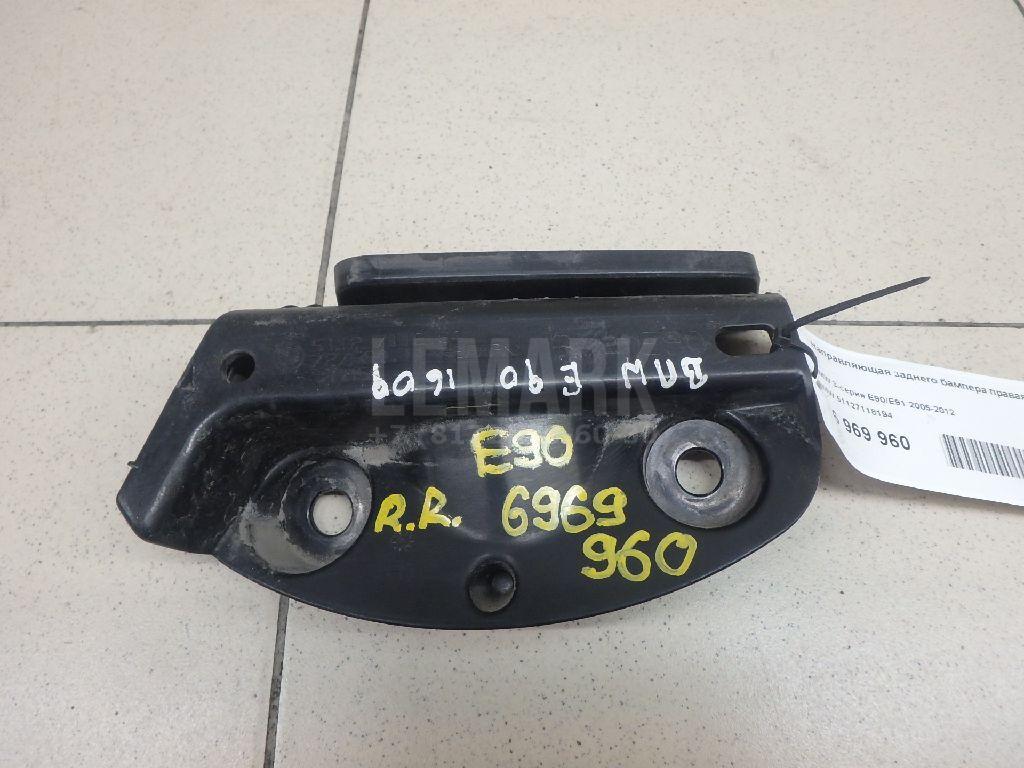 BMW E90 1609
E90
R.R. 6969
960
Направляющая заднего бампера правая
3-серия E90/E91 2005-2012
51127118194
6 969 960
LEMARK